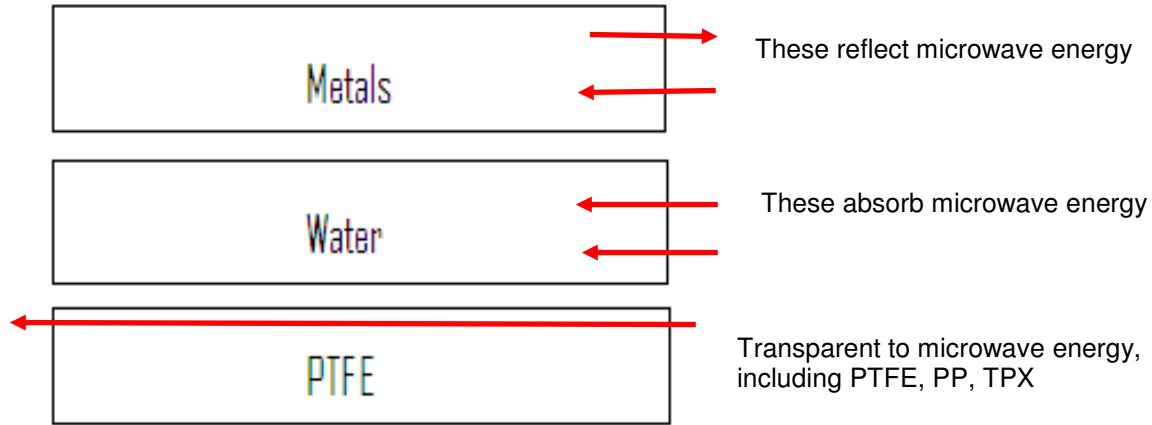 Metals
These reflect microwave energy
Water
These absorb microwave energy
PTFE
Transparent to microwave energy,
including PTFE, PP, TPX